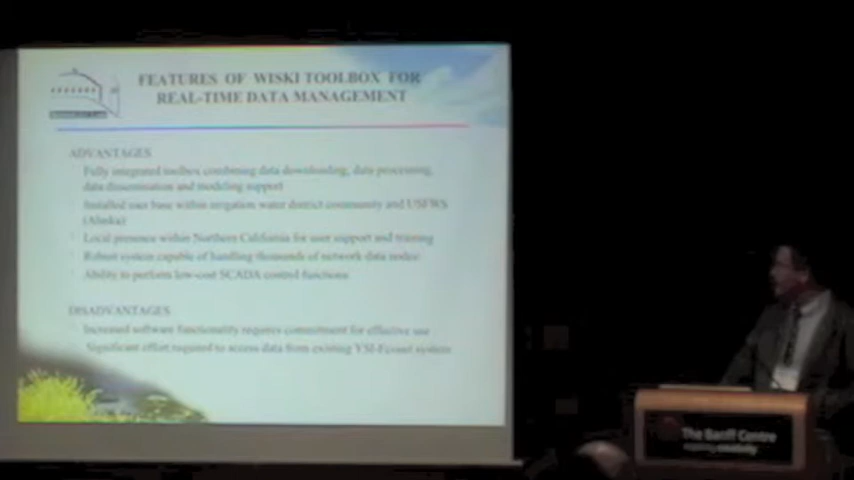 FEATURES OF WISKI TOOLBOX FOR
REAL-TIME DATA MANAGEMENT
ADVANTAGES
Fully integrated toolbox combining data downloading, data processing,
data dissemination and modeling support
Installed user base within irrigation water district community and USFWS
(Alaska)
Local presence within Northern California for user support and training
Robust system capable of handling thousands of network data nodes
Ability to perform low-cost SCADA control functions
DISADVANTAGES
Increased software functionality requires commitment for effective use
Significant effort required to access data from existing YSI-Econet system
The Banff Centre
inspiring creativity